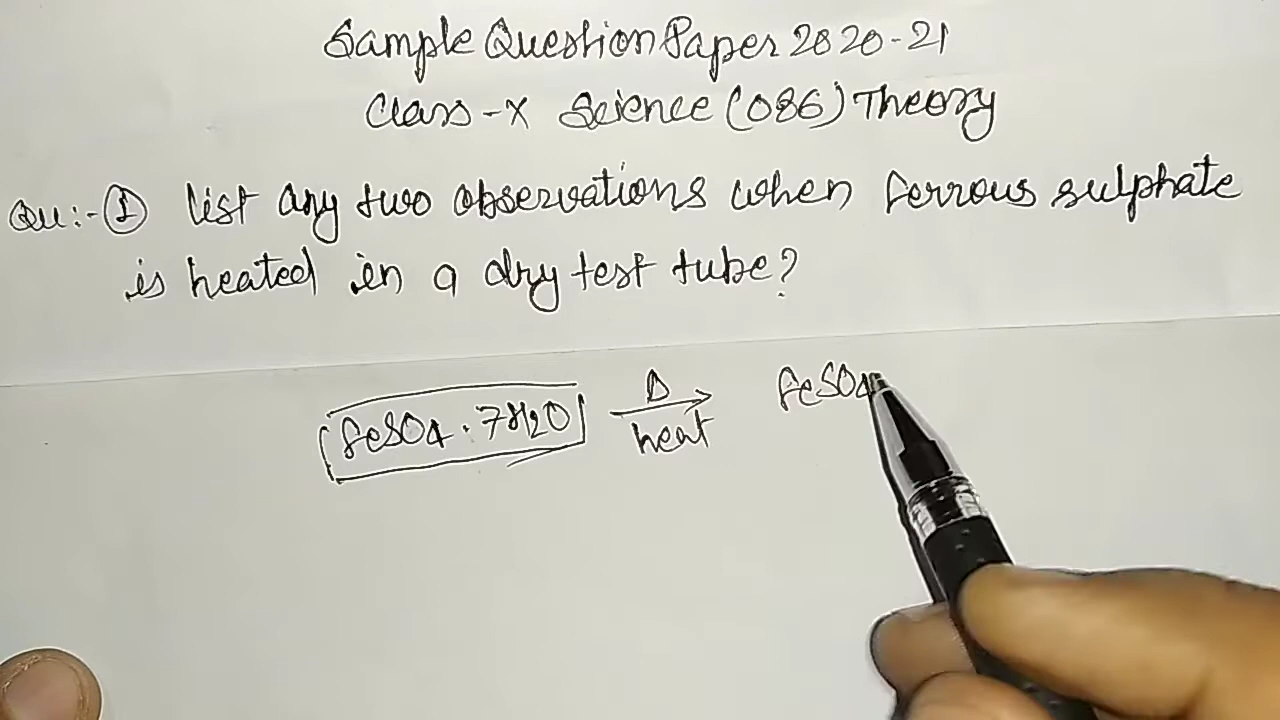 Sample Question Paper 2020-21
Class-X Science (086) Theory
Qu:-① List any two observations when ferrous sulphate
is heated in a dry test tube?
FeSO4.7H2O Δ heat FeSO4